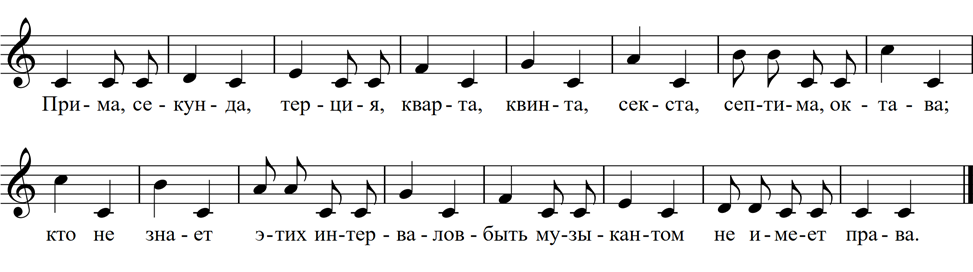 При-ма, се-кун-да, тер-ци-я, квар-та, квин-та, сек-ста, сеп-ти-ма, ок-та-ва;
кто не зна-ет э-тих ин-тер-ва-лов-быть му-зы-кан-том не и-ме-ет пра-ва.